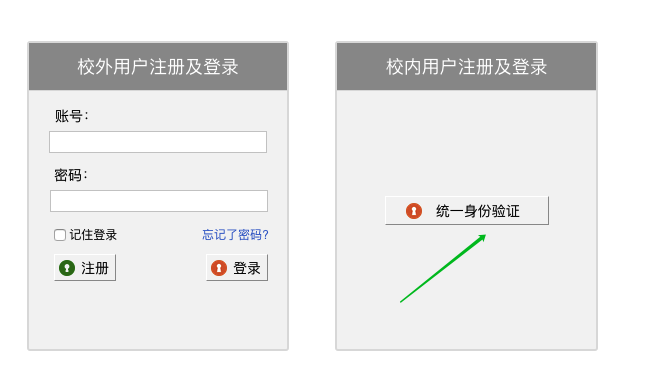 校外用户注册及登录
账号：
密码：
记住登录 忘记了密码?
注册 登录
校内用户注册及登录
统一身份验证